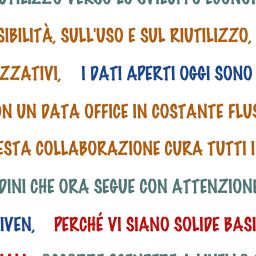 SIBILITÀ, SULL'USO E SUL RIUTILIZZO,
ZZATIVI, I DATI APERTI OGGI SONO
ON UN DATA OFFICE IN COSTANTE FLUS
ESTA COLLABORAZIONE CURA TUTTI I
DINI CHE ORA SEGUE CON ATTENZIONE
IVEN, PERCHÉ VI SIANO SOLIDE BASI